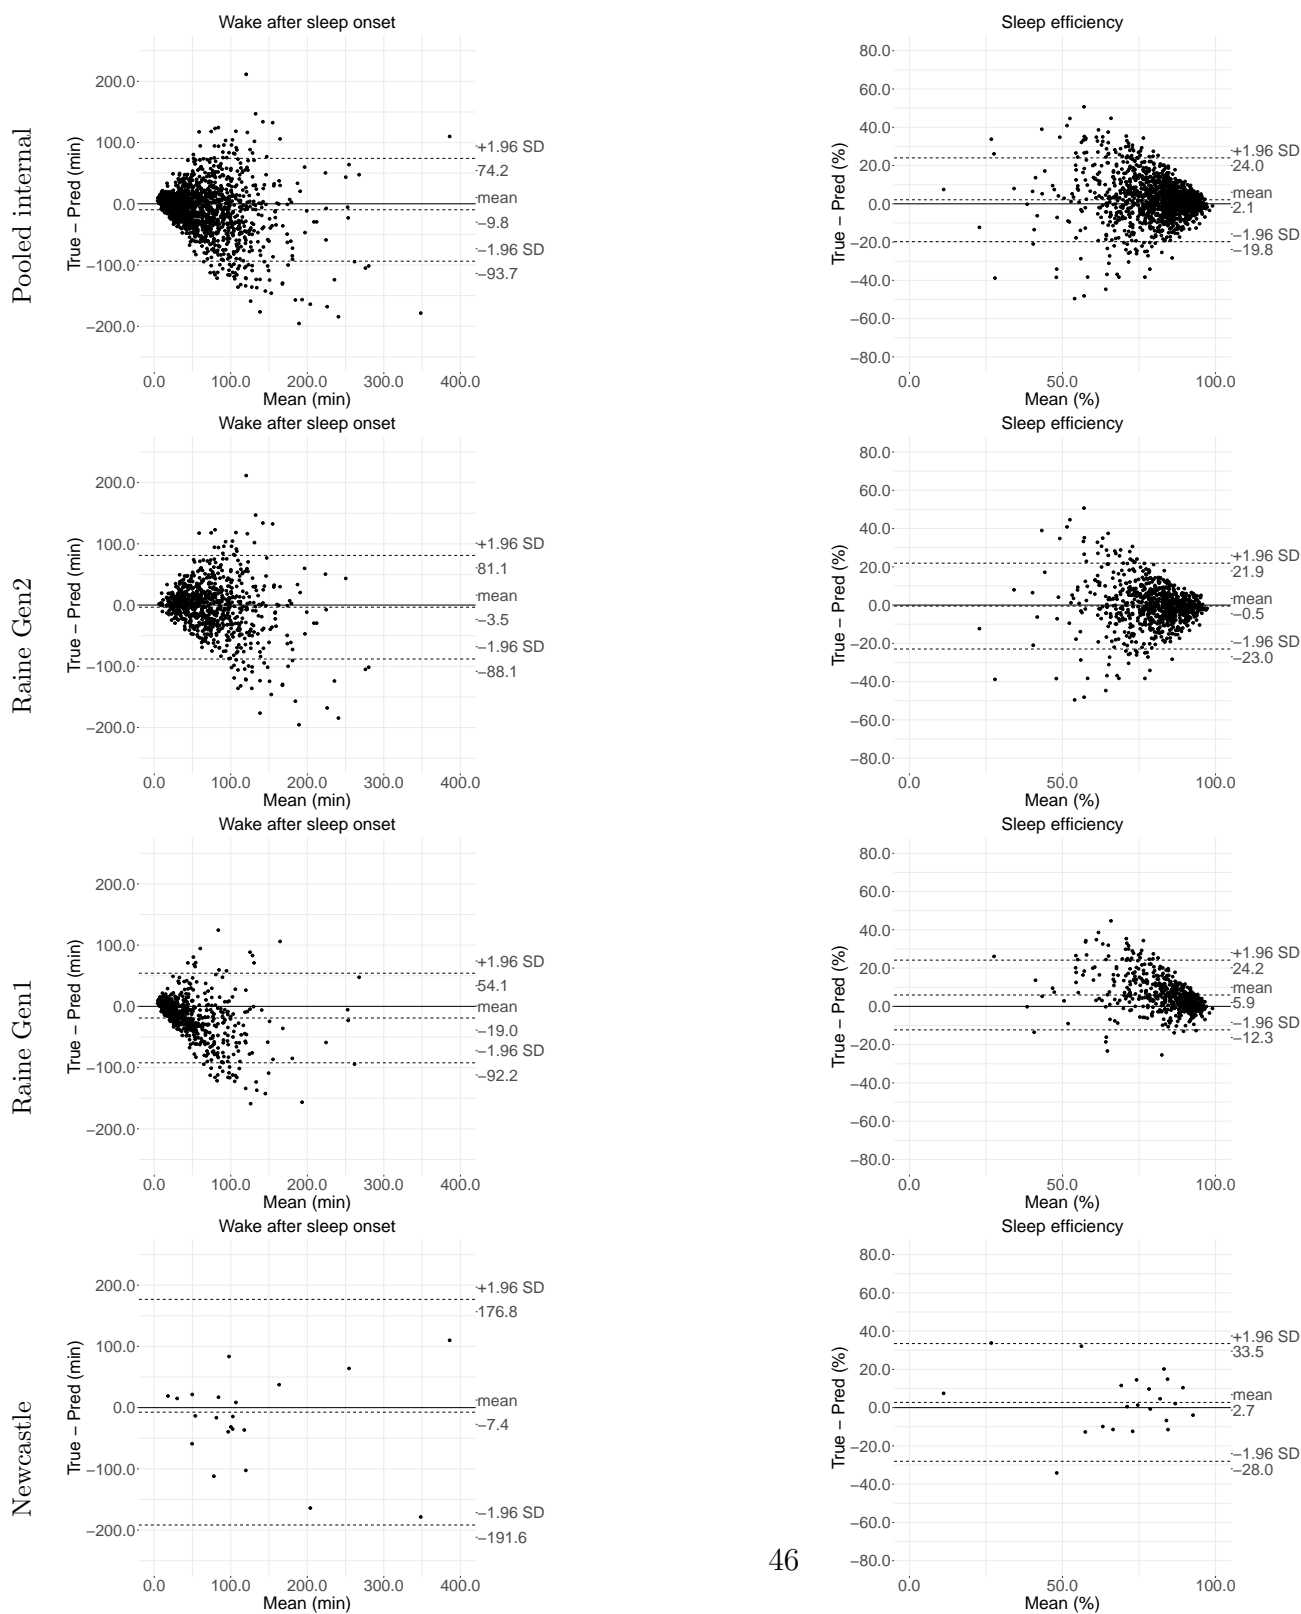 Pooled internal
Wake after sleep onset
True − Pred (min)
200.0
100.0
0.0
−100.0
−200.0
+1.96 SD
74.2
mean
−9.8
−1.96 SD
−93.7
0.0 100.0 200.0 300.0 400.0
Mean (min)
Sleep efficiency
True − Pred (%)
80.0
60.0
40.0
20.0
0.0
−20.0
−40.0
−60.0
−80.0
+1.96 SD
24.0
mean
2.1
−1.96 SD
−19.8
0.0 50.0 100.0
Mean (%)
Raine Gen2
Wake after sleep onset
True − Pred (min)
200.0
100.0
0.0
−100.0
−200.0
+1.96 SD
81.1
mean
−3.5
−1.96 SD
−88.1
0.0 100.0 200.0 300.0 400.0
Mean (min)
Sleep efficiency
True − Pred (%)
80.0
60.0
40.0
20.0
0.0
−20.0
−40.0
−60.0
−80.0
+1.96 SD
21.9
mean
−0.5
−1.96 SD
−23.0
0.0 50.0 100.0
Mean (%)
Raine Gen1
Wake after sleep onset
True − Pred (min)
200.0
100.0
0.0
−100.0
−200.0
+1.96 SD
54.1
mean
−19.0
−1.96 SD
−92.2
0.0 100.0 200.0 300.0 400.0
Mean (min)
Sleep efficiency
True − Pred (%)
80.0
60.0
40.0
20.0
0.0
−20.0
−40.0
−60.0
−80.0
+1.96 SD
24.2
mean
5.9
−1.96 SD
−12.3
0.0 50.0 100.0
Mean (%)
Newcastle
Wake after sleep onset
True − Pred (min)
200.0
100.0
0.0
−100.0
−200.0
+1.96 SD
176.8
mean
−7.4
−1.96 SD
−191.6
0.0 100.0 200.0 300.0 400.0
Mean (min)
Sleep efficiency
True − Pred (%)
80.0
60.0
40.0
20.0
0.0
−20.0
−40.0
−60.0
−80.0
+1.96 SD
33.5
mean
2.7
−1.96 SD
−28.0
0.0 50.0 100.0
Mean (%)
46